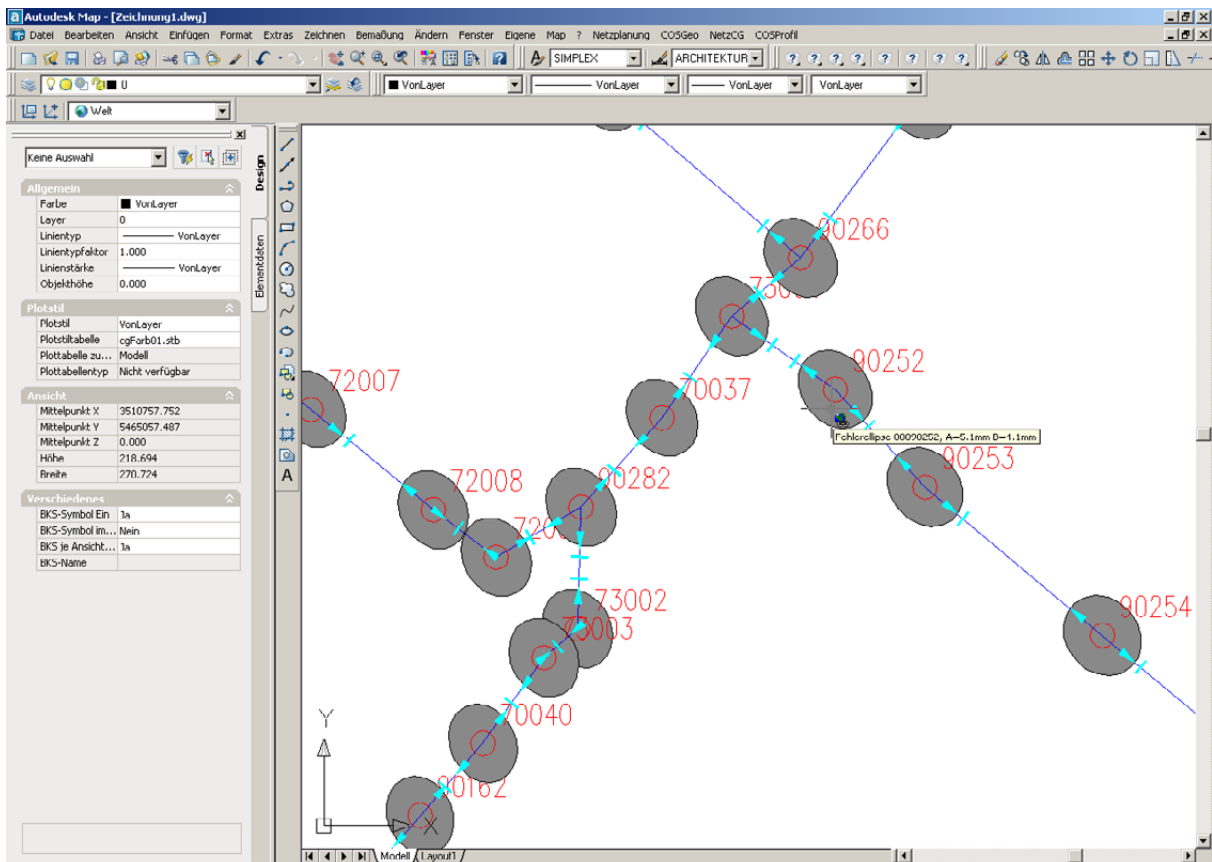 Autodesk Map - [Zeichnung1.dwg]
Datei Bearbeiten Ansicht Einfügen Format Extras Zeichnen Bemaßung Ändern Fenster Eigene Map ? Netzplanung COSGeo NetzCG COSProfil
SIMPLEX ARCHITEKTUR
0 VonLayer VonLayer VonLayer VonLayer
Welt
Keine Auswahl
Design
Elementdaten
Allgemein
Farbe VonLayer
Layer 0
Linientyp VonLayer
Linientypfaktor 1.000
Linienstärke VonLayer
Objekthöhe 0.000
Plotstil
Plotstil VonLayer
Plotstiltabelle cgFarb01.stb
Plottabelle zu... Modell
Plottabellentyp Nicht verfügbar
Ansicht
Mittelpunkt X 3510757.752
Mittelpunkt Y 5465057.487
Mittelpunkt Z 0.000
Höhe 218.694
Breite 270.724
Verschiedenes
BKS-Symbol Ein Ja
BKS-Symbol im... Nein
BKS je Ansicht... Ja
BKS-Name
90266
90252
72007
70037
Fehlerellipse 00090252, A=5.1mm B=4.1mm
90253
72008
90282
73002
73003
90254
70040
90162
Y
X
A
Modell Layout1